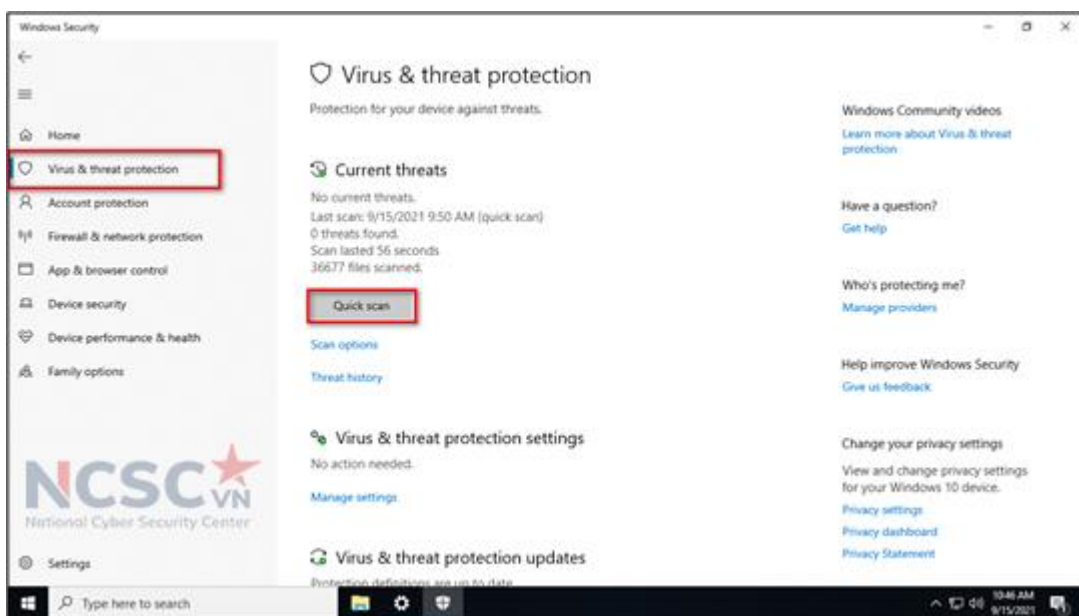 Windows Security
Home
Virus & threat protection
Account protection
Firewall & network protection
App & browser control
Device security
Device performance & health
Family options
NCSC VN
National Cyber Security Center
Settings
Virus & threat protection
Protection for your device against threats.
Current threats
No current threats.
Last scan: 9/15/2021 9:50 AM (quick scan)
0 threats found.
Scan lasted 56 seconds
36677 files scanned.
Quick scan
Scan options
Threat history
Virus & threat protection settings
No action needed.
Manage settings
Virus & threat protection updates
Protection definitions are up to date.
Windows Community videos
Learn more about Virus & threat
protection
Have a question?
Get help
Who's protecting me?
Manage providers
Help improve Windows Security
Give us feedback
Change your privacy settings
View and change privacy settings
for your Windows 10 device.
Privacy settings
Privacy dashboard
Privacy Statement
Type here to search
10:46 AM
9/15/2021